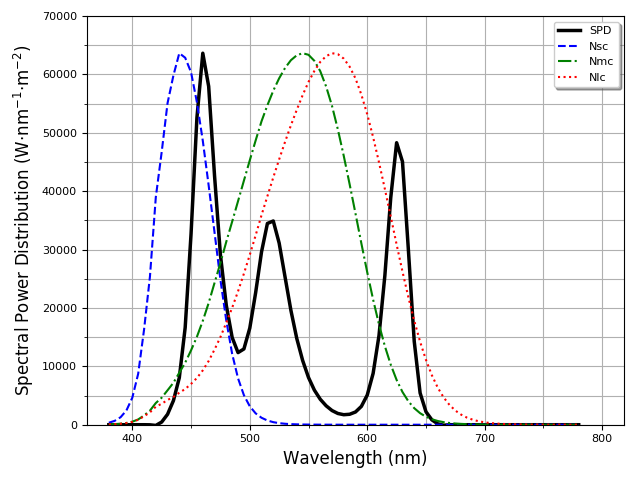 70000
60000
50000
40000
30000
20000
10000
0
Spectral Power Distribution (W·nm⁻¹·m⁻²)
400
500
600
700
800
Wavelength (nm)
SPD
Nsc
Nmc
Nlc